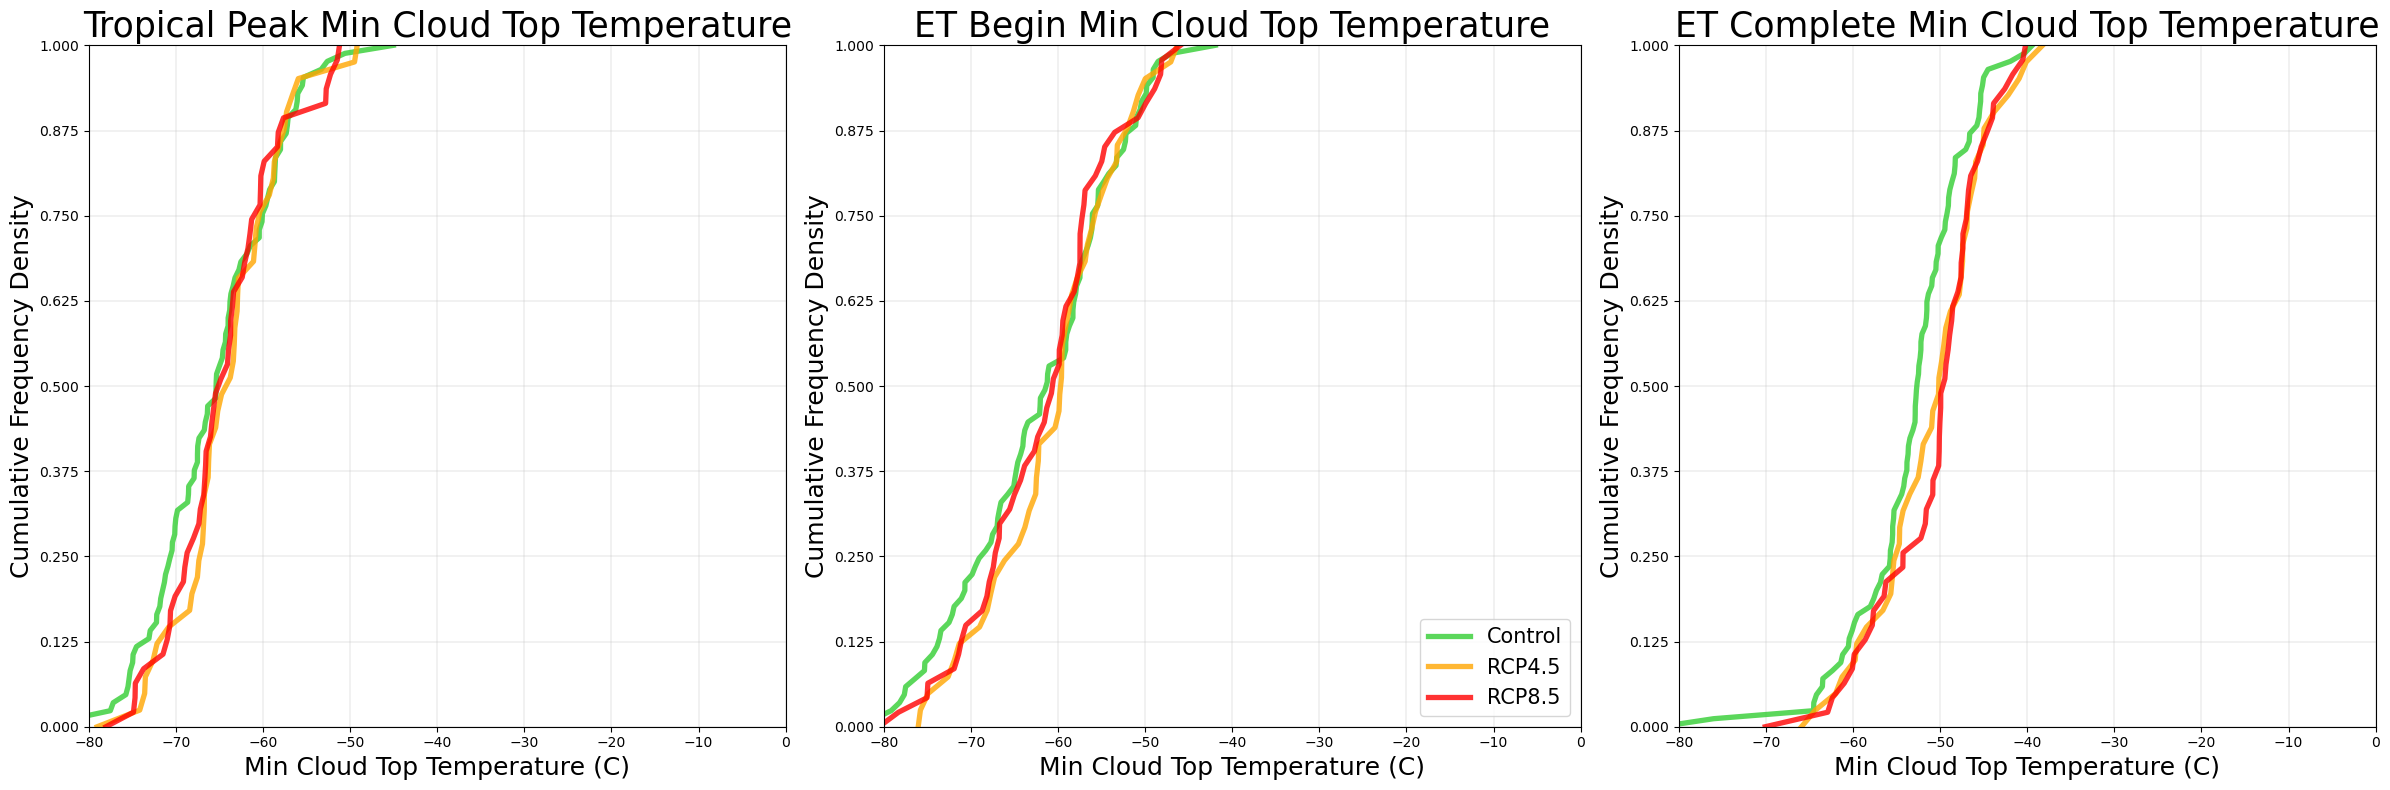 Tropical Peak Min Cloud Top Temperature
Cumulative Frequency Density
1.000
0.875
0.750
0.625
0.500
0.375
0.250
0.125
0.000
−80 −70 −60 −50 −40 −30 −20 −10 0
Min Cloud Top Temperature (C)
ET Begin Min Cloud Top Temperature
Cumulative Frequency Density
1.000
0.875
0.750
0.625
0.500
0.375
0.250
0.125
0.000
Control
RCP4.5
RCP8.5
−80 −70 −60 −50 −40 −30 −20 −10 0
Min Cloud Top Temperature (C)
ET Complete Min Cloud Top Temperature
Cumulative Frequency Density
1.000
0.875
0.750
0.625
0.500
0.375
0.250
0.125
0.000
−80 −70 −60 −50 −40 −30 −20 −10 0
Min Cloud Top Temperature (C)